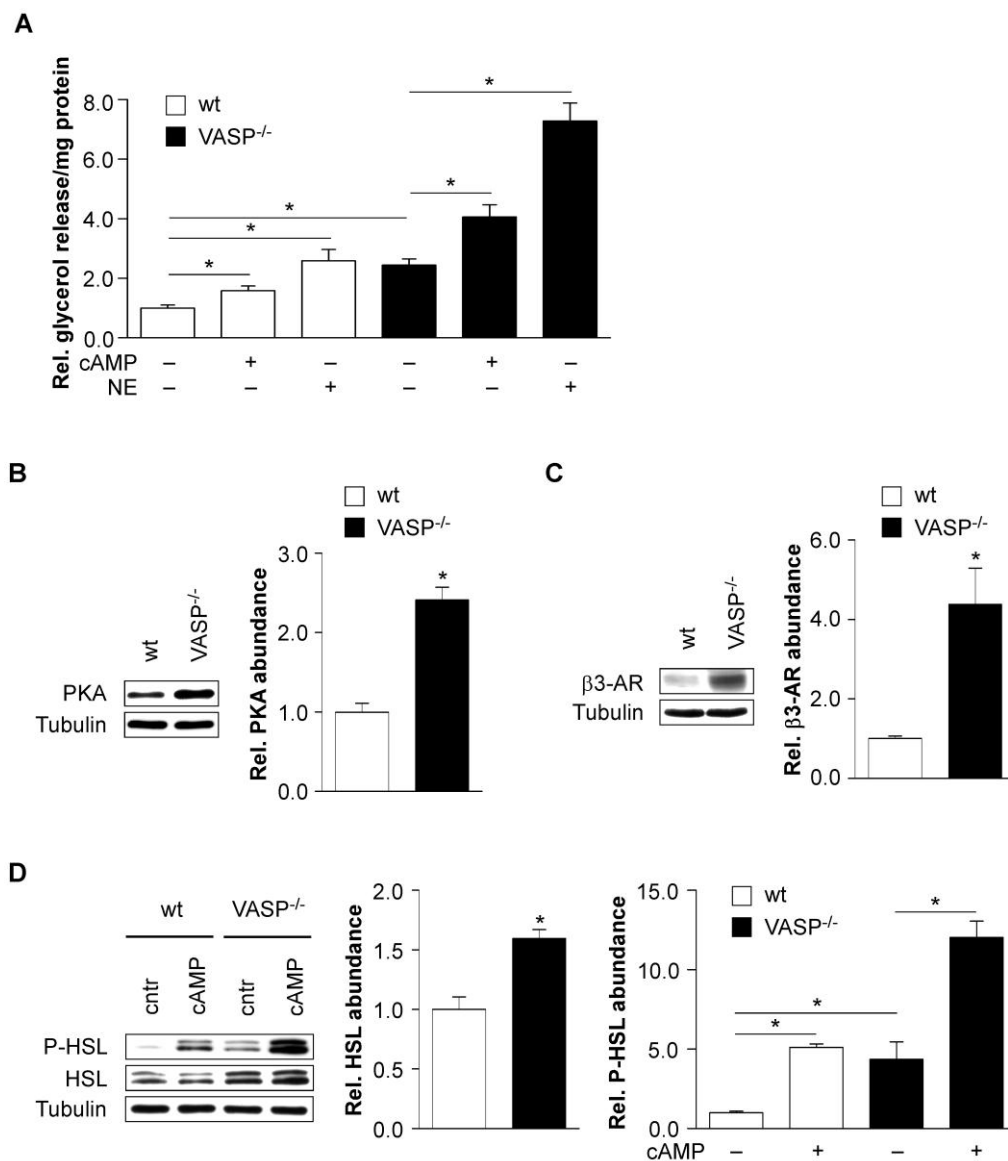 A
Rel. glycerol release/mg protein
wt
VASP-/-
8.0
6.0
4.0
2.0
0.0
*
*
*
*
*
cAMP – + – – + –
NE – – + – – +
B
wt
VASP-/-
PKA
Tubulin
wt
VASP-/-
Rel. PKA abundance
3.0
2.0
1.0
0.0
*
C
wt
VASP-/-
β3-AR
Tubulin
wt
VASP-/-
Rel. β3-AR abundance
6.0
4.0
2.0
0.0
*
D
wt VASP-/-
cntr cAMP cntr cAMP
P-HSL
HSL
Tubulin
Rel. HSL abundance
2.0
1.5
1.0
0.5
0.0
*
Rel. P-HSL abundance
wt
VASP-/-
15.0
10.0
5.0
0.0
*
*
*
cAMP – + – +